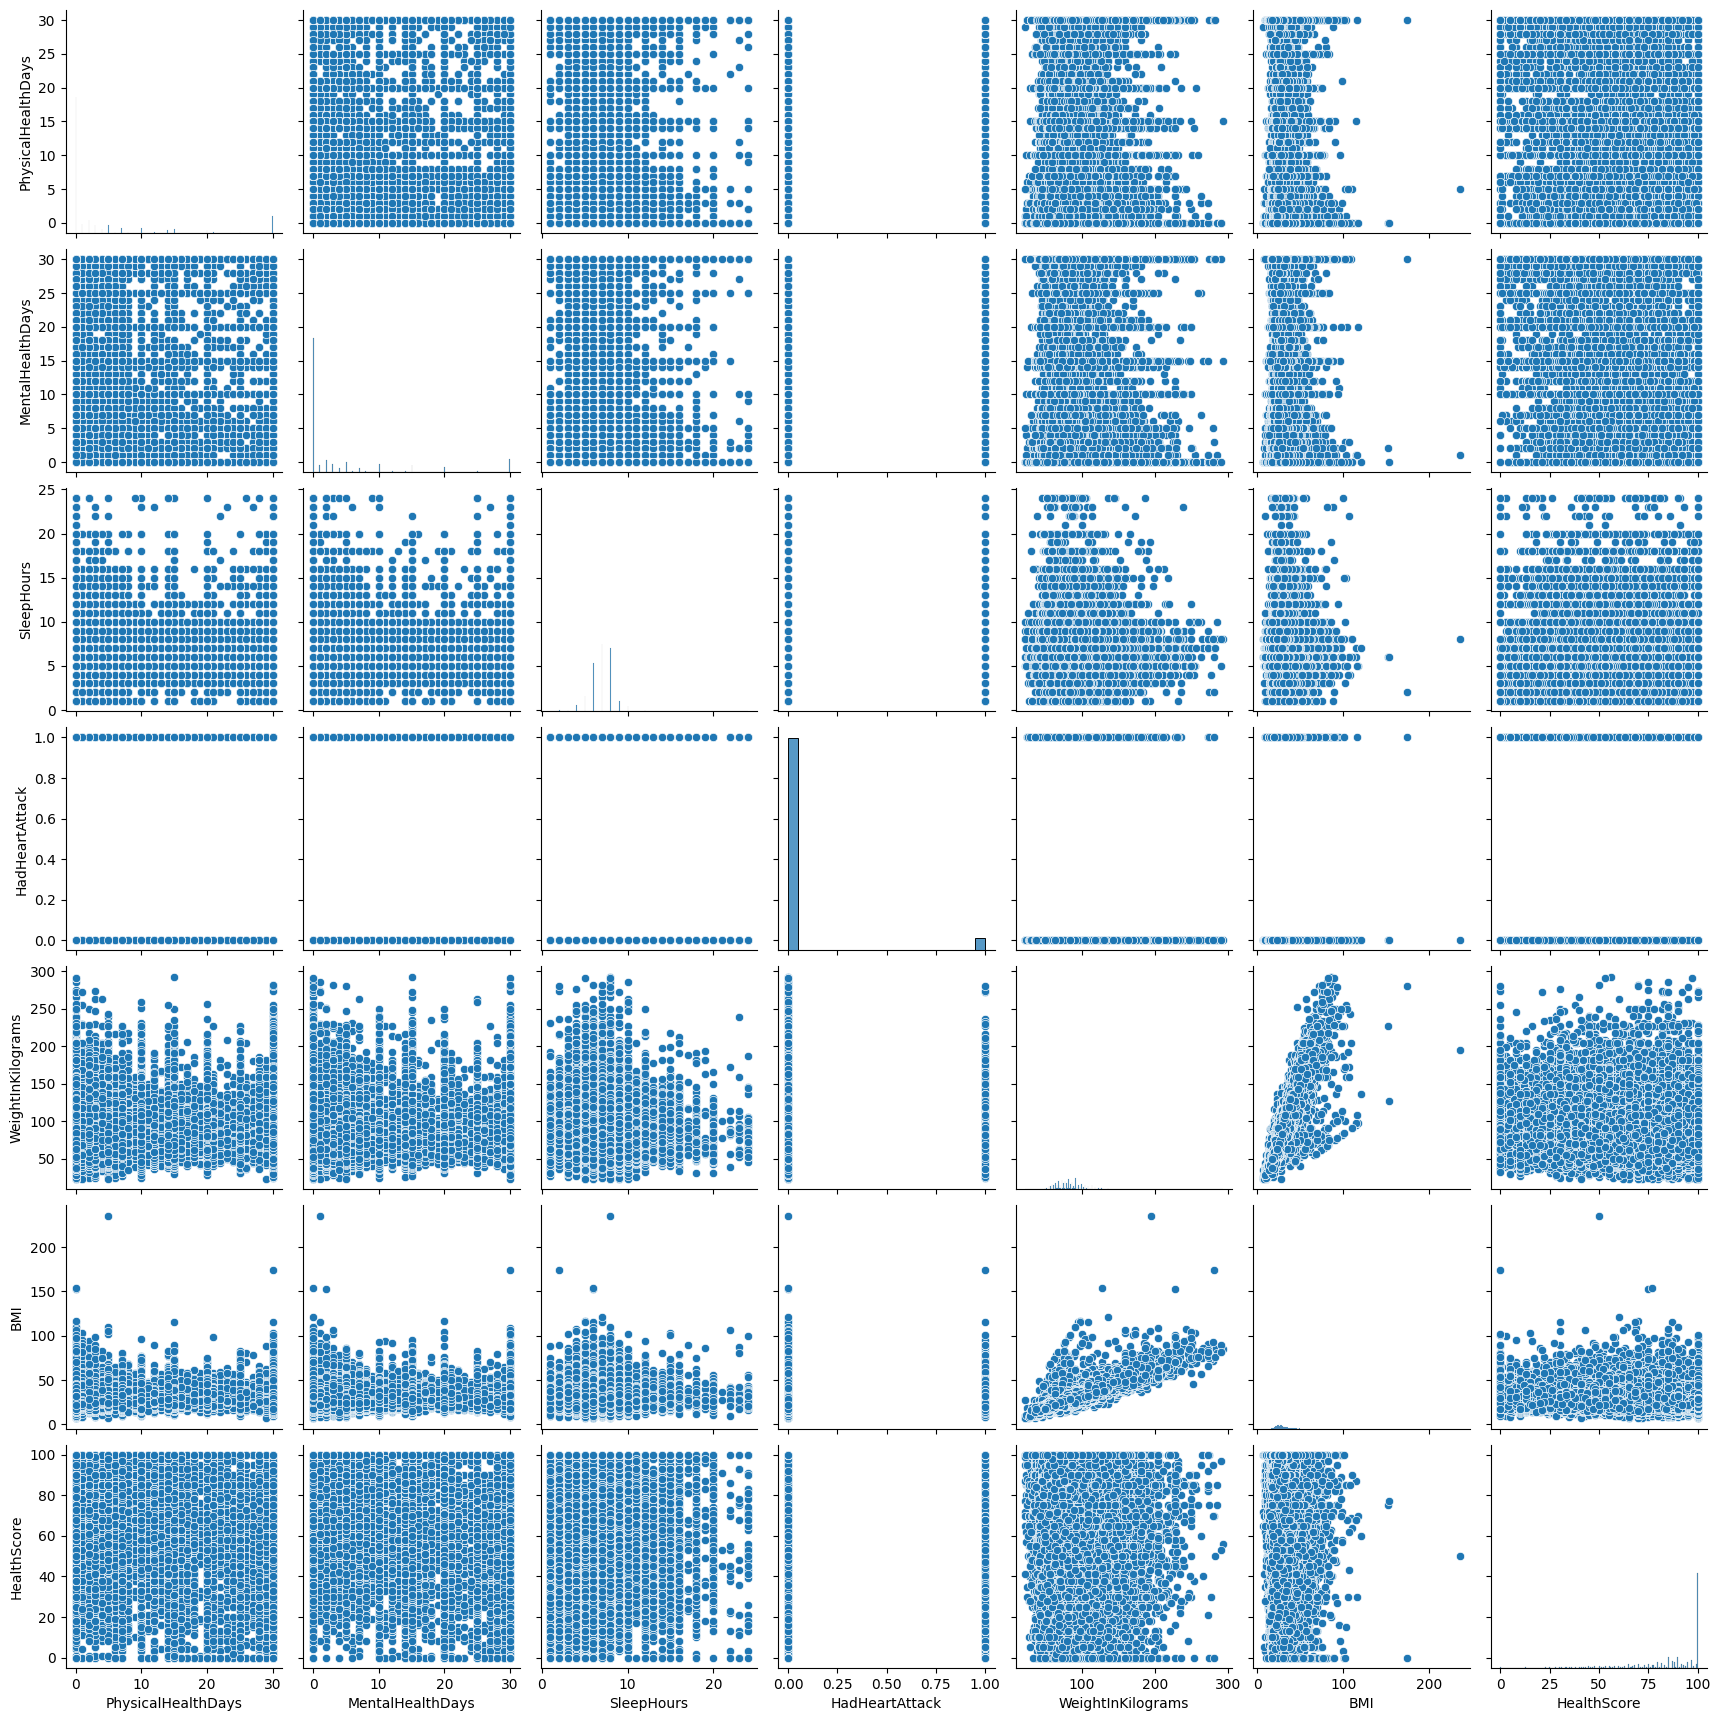 30
25
20
15
10
5
0
PhysicalHealthDays
30
25
20
15
10
5
0
MentalHealthDays
25
20
15
10
5
0
SleepHours
1.0
0.8
0.6
0.4
0.2
0.0
HadHeartAttack
300
250
200
150
100
50
WeightInKilograms
200
150
100
50
0
BMI
100
80
60
40
20
0
HealthScore
0 10 20 30
PhysicalHealthDays
0 10 20 30
MentalHealthDays
0 10 20
SleepHours
0.00 0.25 0.50 0.75 1.00
HadHeartAttack
100 200 300
WeightInKilograms
0 100 200
BMI
0 25 50 75 100
HealthScore